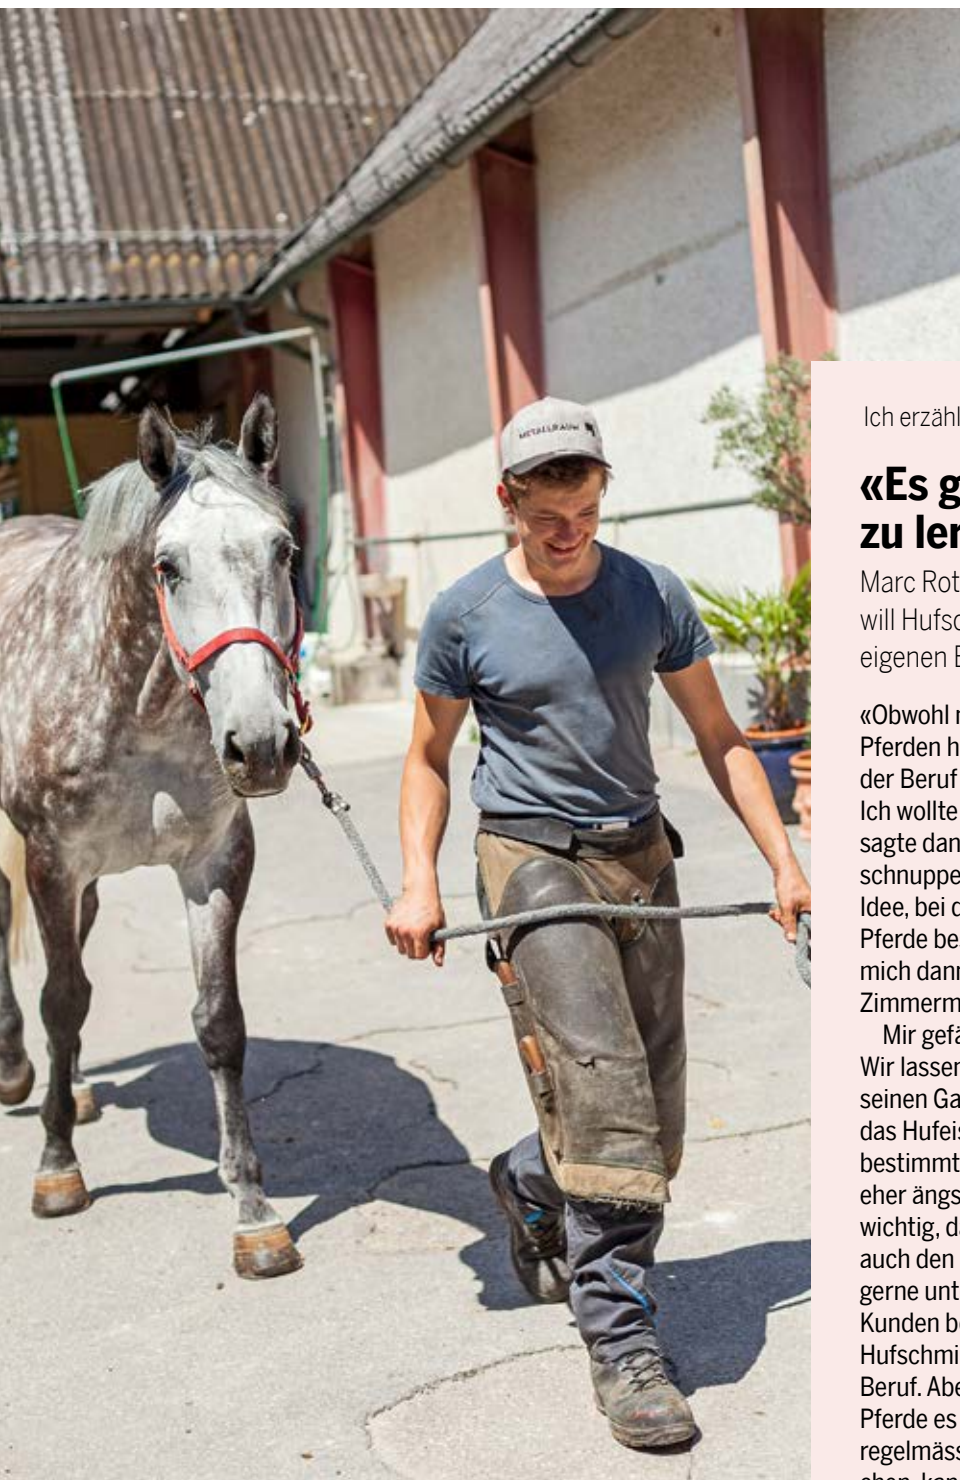 METALLRAUM
Ich erzähl
«Es g
zu ler
Marc Rot
will Hufsc
eigenen B
«Obwohl m
Pferden h
der Beruf
Ich wollte
sagte dan
schnuppe
Idee, bei d
Pferde bes
mich dann
Zimmerm
Mir gefä
Wir lassen
seinen Ga
das Hufeis
bestimmt
eher ängs
wichtig, da
auch den
gerne unt
Kunden be
Hufschmi
Beruf. Abe
Pferde es
regelmäss